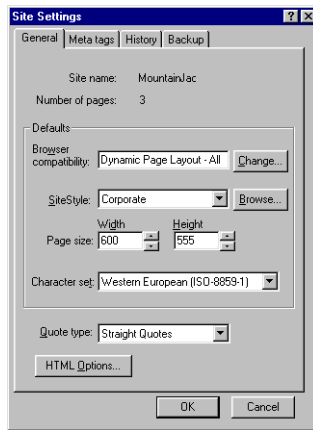 Site Settings
General Meta tags History Backup
Site name: MountainJac
Number of pages: 3
Defaults
Browser
compatibility: Dynamic Page Layout - All Change...
SiteStyle: Corporate Browse...
Width Height
Page size: 600 555
Character set: Western European (ISO-8859-1)
Quote type: Straight Quotes
HTML Options...
OK Cancel